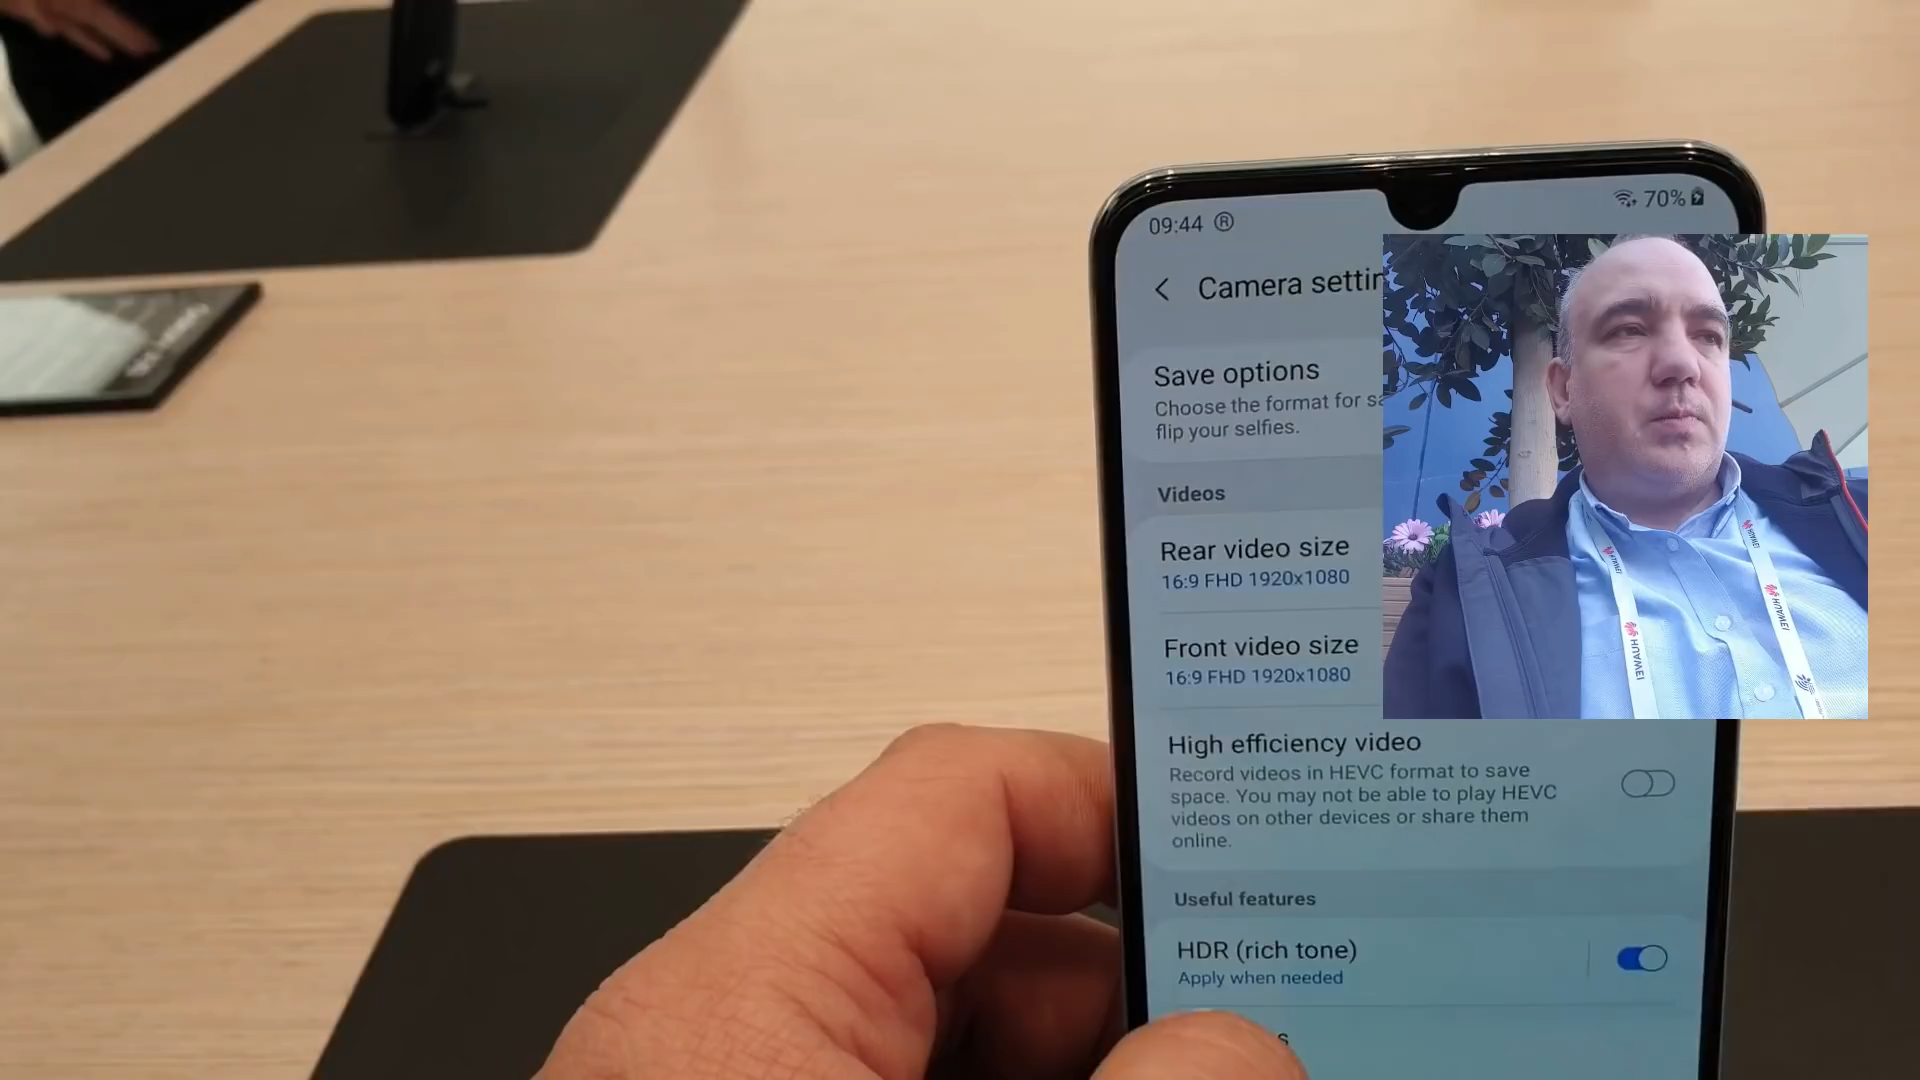 09:44 ®
70%
Camera settin
Save options
Choose the format for sa
flip your selfies.
Videos
Rear video size
16:9 FHD 1920x1080
Front video size
16:9 FHD 1920x1080
High efficiency video
Record videos in HEVC format to save
space. You may not be able to play HEVC
videos on other devices or share them
online.
Useful features
HDR (rich tone)
Apply when needed
s
HUAWEI
HUAWEI
HUAWEI
HUAWEI